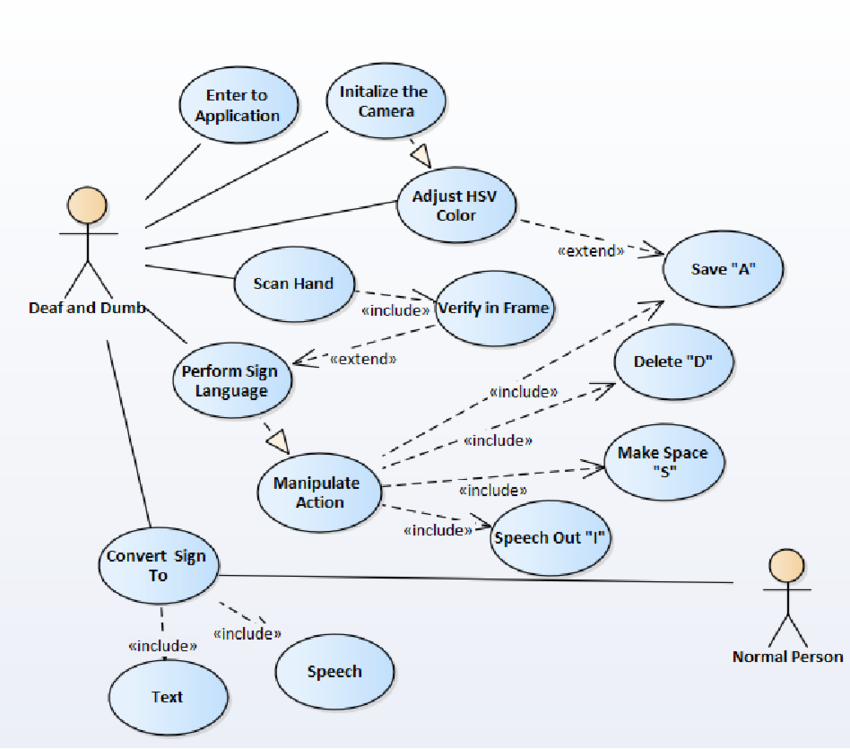 Enter to
Application
Initalize the
Camera
Adjust HSV
Color
«extend»
Save "A"
Scan Hand
«include»
Verify in Frame
Deaf and Dumb
«extend»
Perform Sign
Language
Delete "D"
«include»
«include»
Make Space
"S"
Manipulate
Action
«include»
«include»
Speech Out "I"
Convert Sign
To
«include»
«include»
Normal Person
Text
Speech